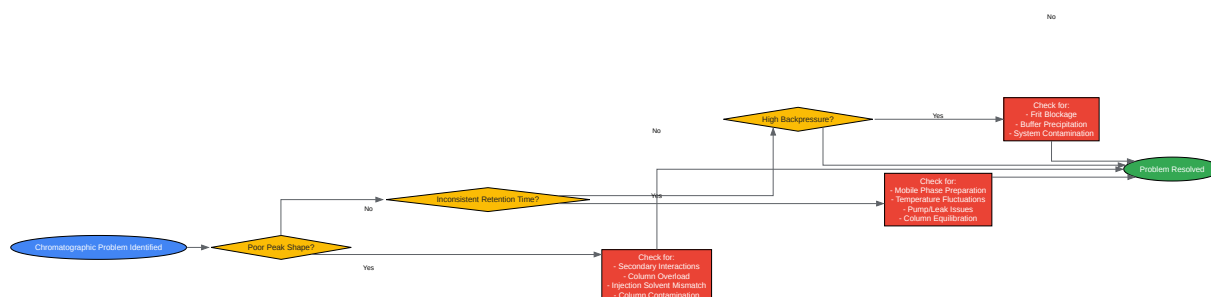 No
High Backpressure?
Yes
Check for:
- Frit Blockage
- Buffer Precipitation
- System Contamination
No
Problem Resolved
Inconsistent Retention Time?
Yes
Check for:
- Mobile Phase Preparation
- Temperature Fluctuations
- Pump/Leak Issues
- Column Equilibration
No
Chromatographic Problem Identified
Poor Peak Shape?
Yes
Check for:
- Secondary Interactions
- Column Overload
- Injection Solvent Mismatch
- Column Contamination